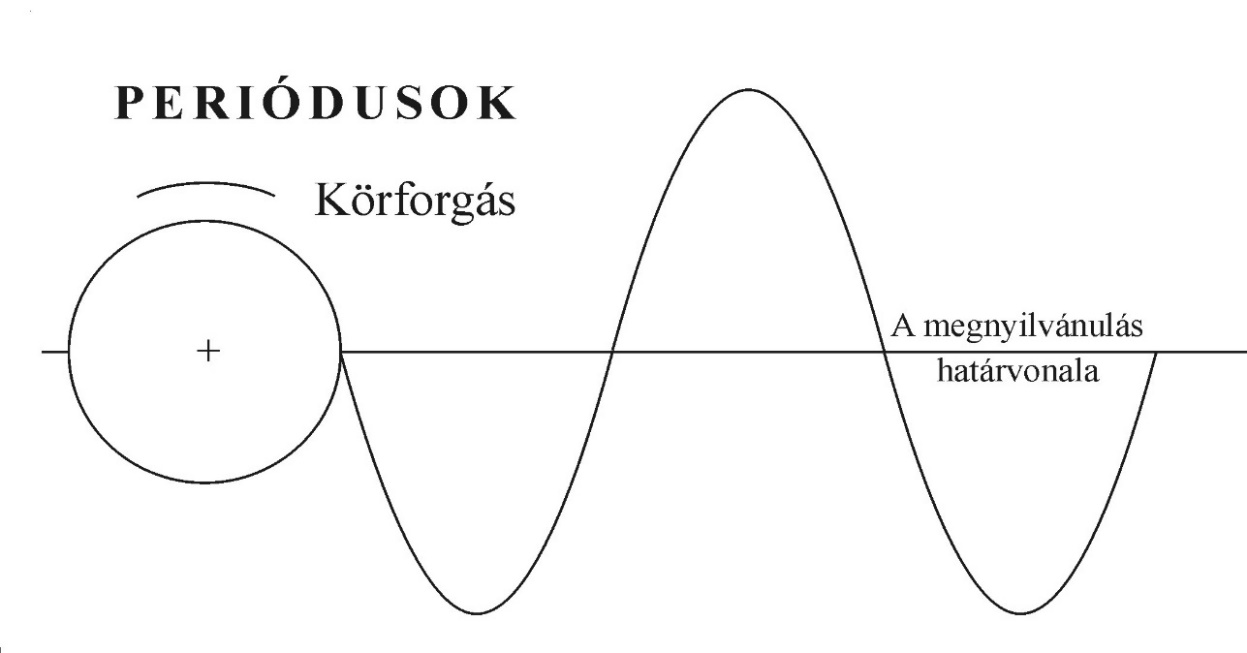 PERIÓDUSOK
Körforgás
A megnyilvánulás
határvonala